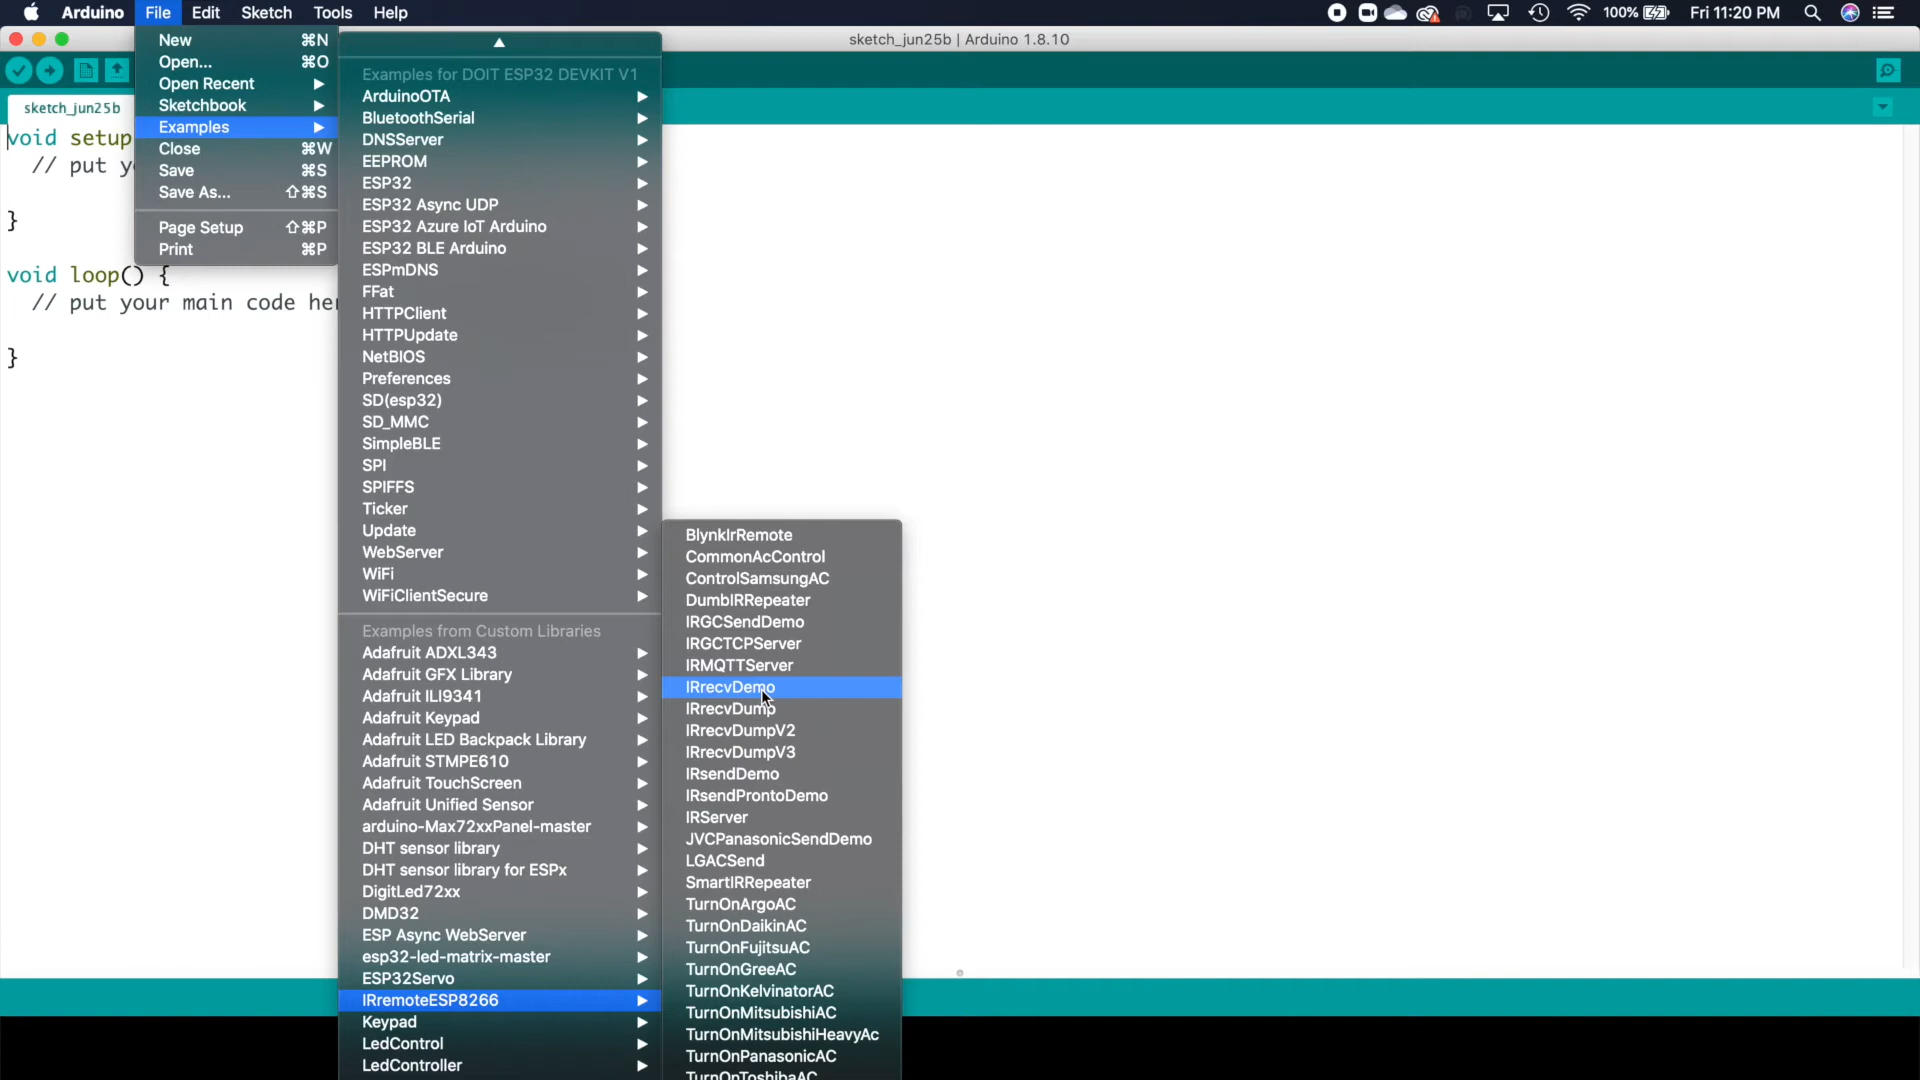 Arduino File Edit Sketch Tools Help 100% Fri 11:20 PM
sketch_jun25b | Arduino 1.8.10
sketch_jun25b
void setup
// put y
}
void loop() {
// put your main code her
}
New ⌘N
Open... ⌘O
Open Recent
Sketchbook
Examples
Close ⌘W
Save ⌘S
Save As... ⇧⌘S
Page Setup ⇧⌘P
Print ⌘P
Examples for DOIT ESP32 DEVKIT V1
ArduinoOTA
BluetoothSerial
DNSServer
EEPROM
ESP32
ESP32 Async UDP
ESP32 Azure IoT Arduino
ESP32 BLE Arduino
ESPmDNS
FFat
HTTPClient
HTTPUpdate
NetBIOS
Preferences
SD(esp32)
SD_MMC
SimpleBLE
SPI
SPIFFS
Ticker
Update
WebServer
WiFi
WiFiClientSecure
Examples from Custom Libraries
Adafruit ADXL343
Adafruit GFX Library
Adafruit ILI9341
Adafruit Keypad
Adafruit LED Backpack Library
Adafruit STMPE610
Adafruit TouchScreen
Adafruit Unified Sensor
arduino-Max72xxPanel-master
DHT sensor library
DHT sensor library for ESPx
DigitLed72xx
DMD32
ESP Async WebServer
esp32-led-matrix-master
ESP32Servo
IRremoteESP8266
Keypad
LedControl
LedController
BlynkIrRemote
CommonAcControl
ControlSamsungAC
DumbIRRepeater
IRGCSendDemo
IRGCTCPServer
IRMQTTServer
IRrecvDemo
IRrecvDump
IRrecvDumpV2
IRrecvDumpV3
IRsendDemo
IRsendProntoDemo
IRServer
JVCPanasonicSendDemo
LGACSend
SmartIRRepeater
TurnOnArgoAC
TurnOnDaikinAC
TurnOnFujitsuAC
TurnOnGreeAC
TurnOnKelvinatorAC
TurnOnMitsubishiAC
TurnOnMitsubishiHeavyAc
TurnOnPanasonicAC
TurnOnToshibaAC